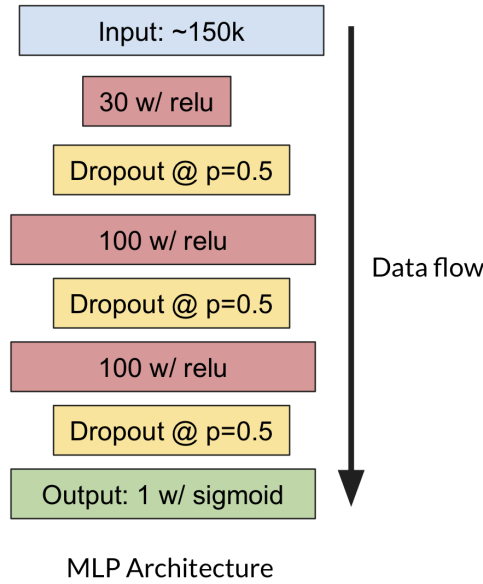 Input: ~150k
30 w/ relu
Dropout @ p=0.5
100 w/ relu
Dropout @ p=0.5
Data flow
100 w/ relu
Dropout @ p=0.5
Output: 1 w/ sigmoid
MLP Architecture